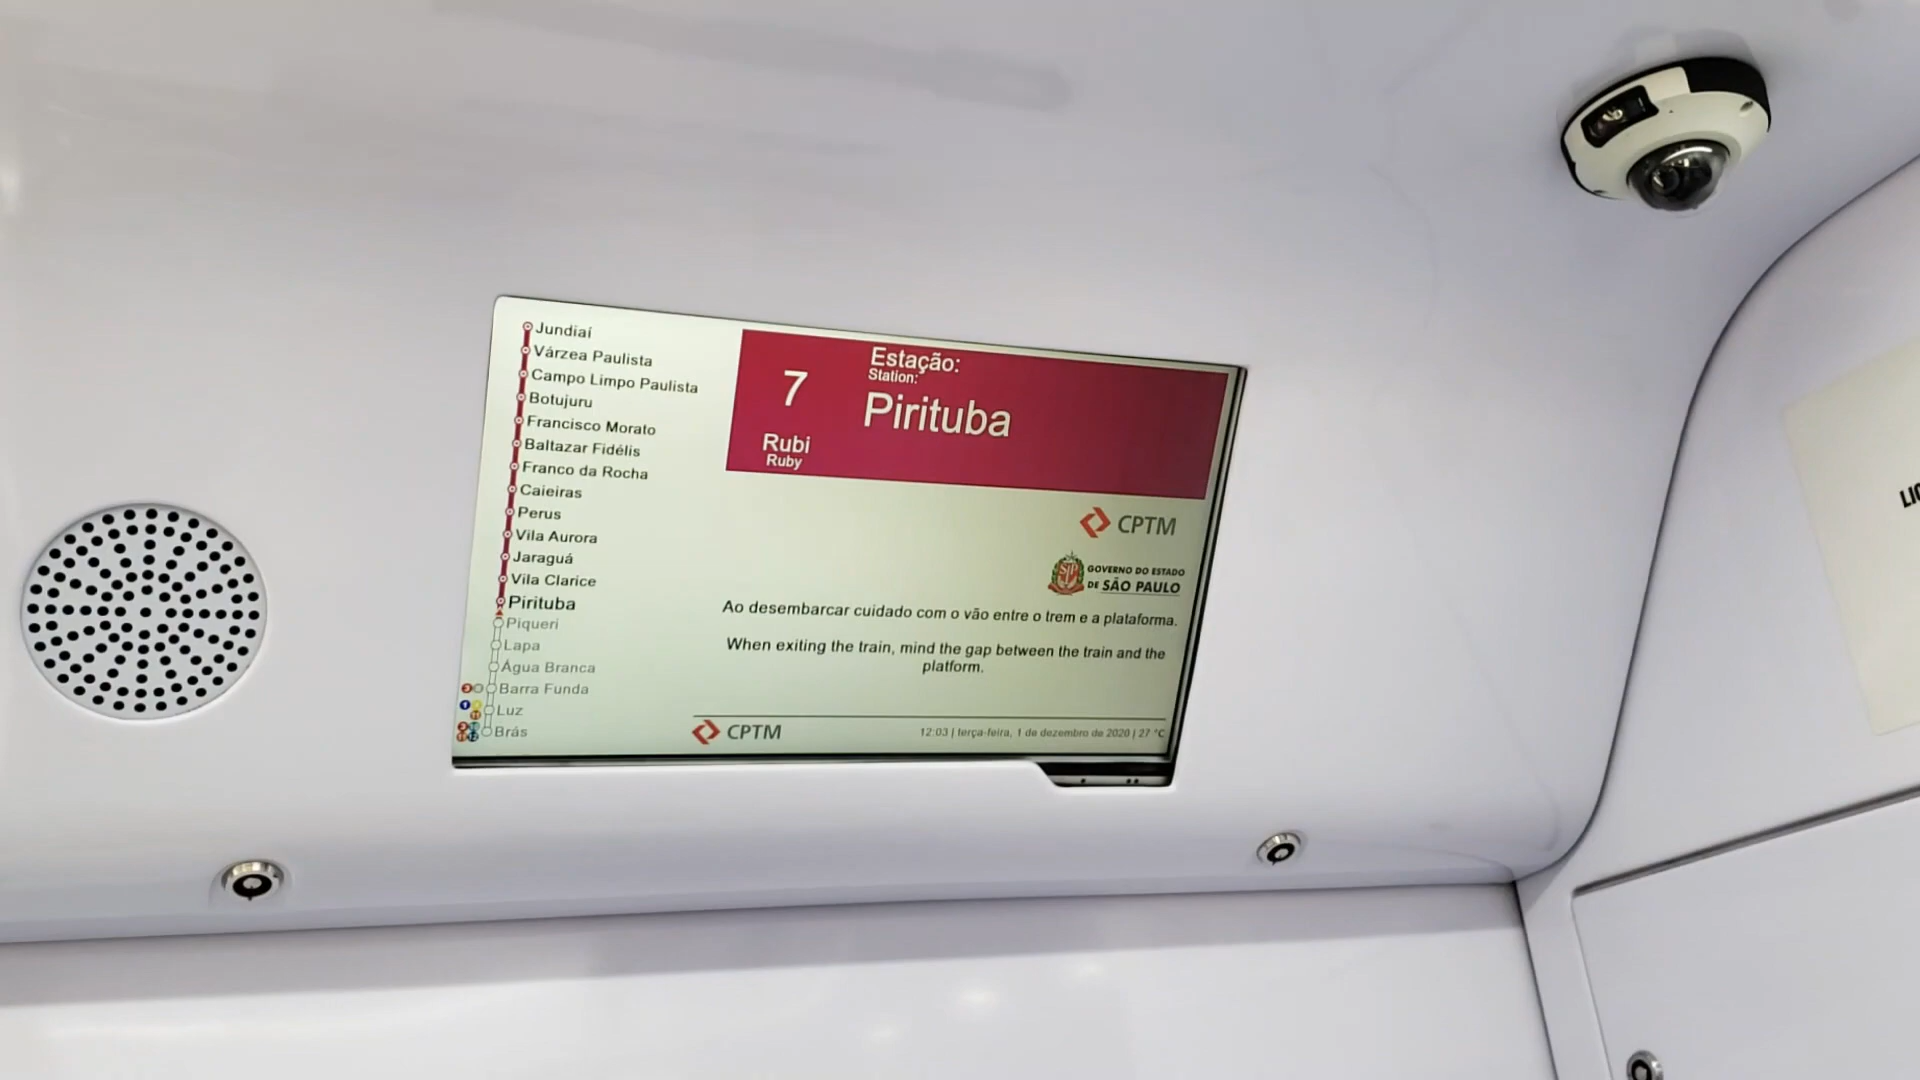 Jundiaí
Várzea Paulista
Campo Limpo Paulista
Botujuru
Francisco Morato
Baltazar Fidélis
Franco da Rocha
Caieiras
Perus
Vila Aurora
Jaraguá
Vila Clarice
Pirituba
Piqueri
Lapa
Água Branca
Barra Funda
Luz
Brás
7
Rubi
Ruby
Estação:
Station:
Pirituba
CPTM
GOVERNO DO ESTADO
DE SÃO PAULO
Ao desembarcar cuidado com o vão entre o trem e a plataforma.
When exiting the train, mind the gap between the train and the
platform.
CPTM
12:03 | terça-feira, 1 de dezembro de 2020 | 27 °C